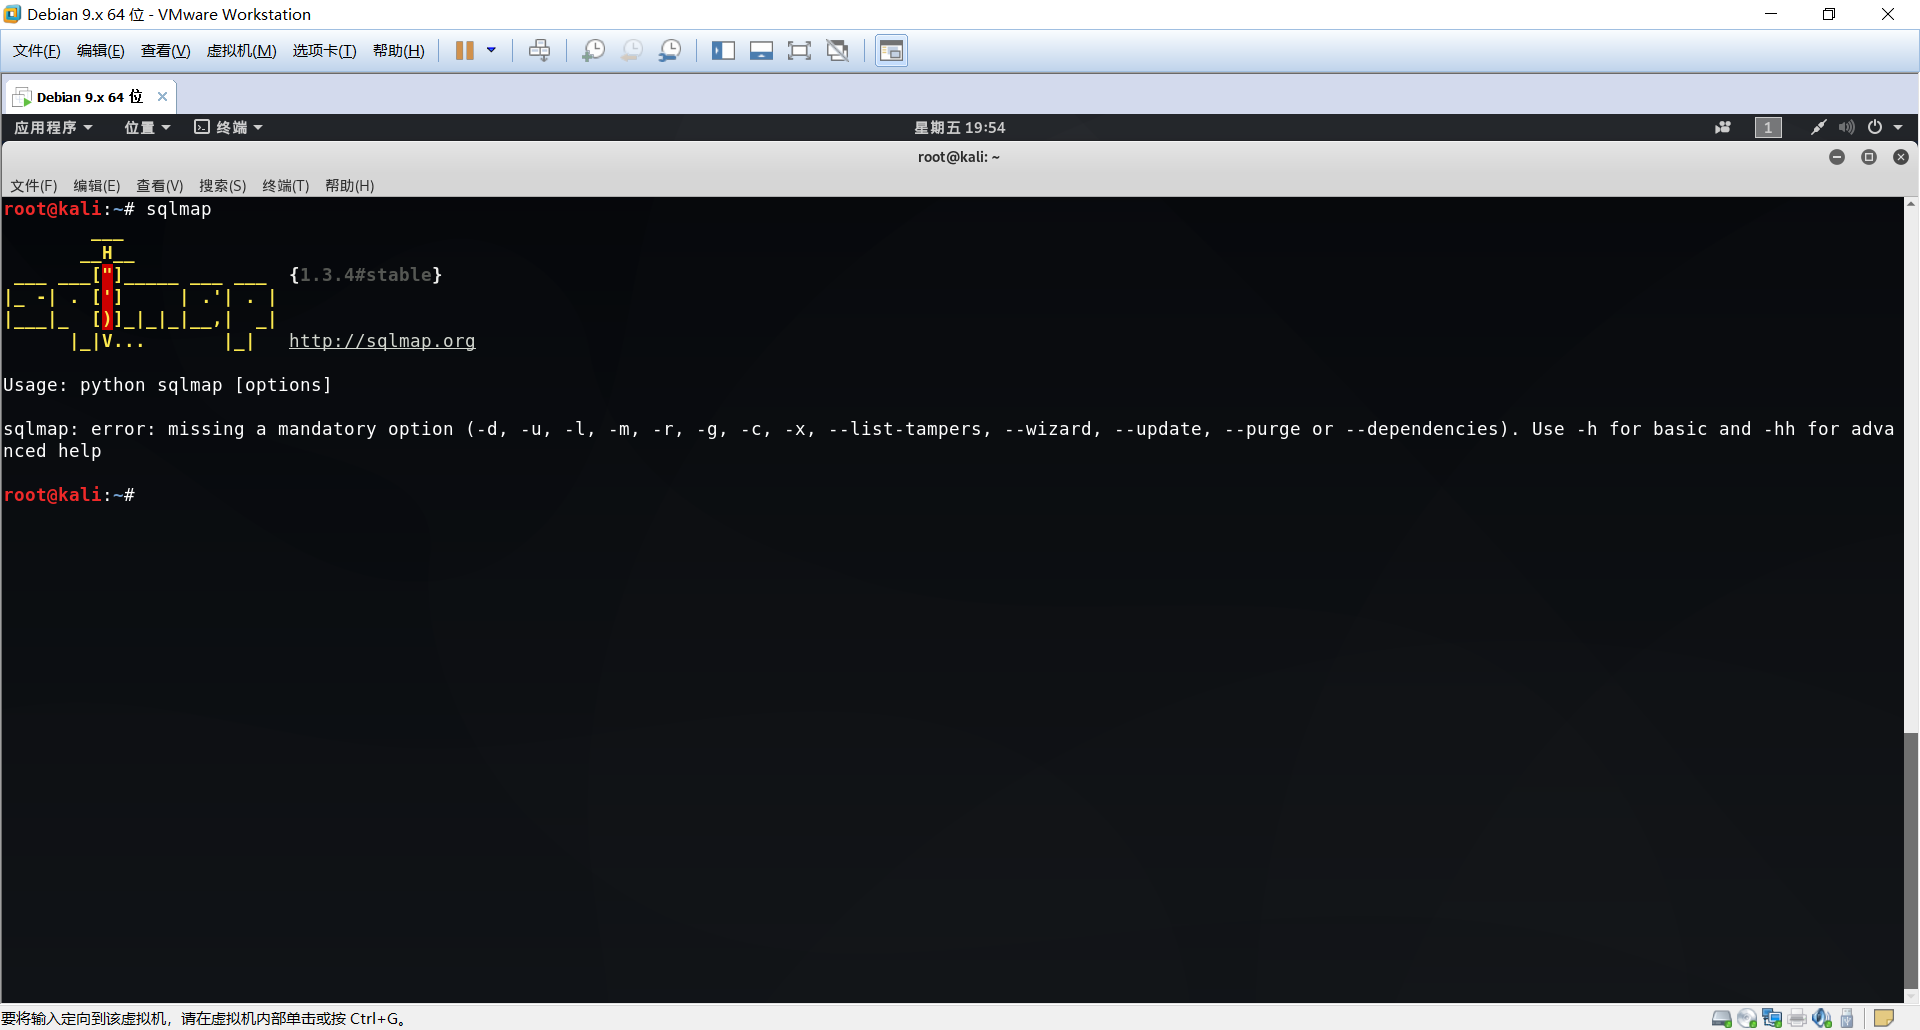 Debian 9.x 64 位 - VMware Workstation
文件(F) 编辑(E) 查看(V) 虚拟机(M) 选项卡(T) 帮助(H)
Debian 9.x 64 位
应用程序 位置 终端 星期五 19:54 1
root@kali: ~
文件(F) 编辑(E) 查看(V) 搜索(S) 终端(T) 帮助(H)
root@kali:~# sqlmap
        ___
       __H__
 ___ ___["]_____ ___ ___  {1.3.4#stable}
|_ -| . [']     | .'| . |
|___|_  [)]_|_|_|__,|  _|
      |_|V...       |_|   http://sqlmap.org
Usage: python sqlmap [options]
sqlmap: error: missing a mandatory option (-d, -u, -l, -m, -r, -g, -c, -x, --list-tampers, --wizard, --update, --purge or --dependencies). Use -h for basic and -hh for adva
nced help
root@kali:~#
要将输入定向到该虚拟机，请在虚拟机内部单击或按 Ctrl+G。